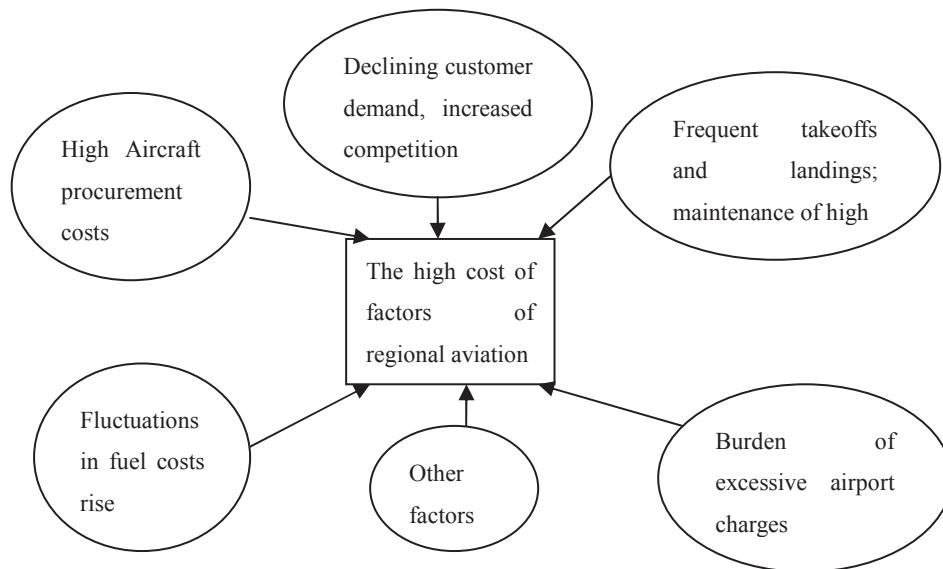 Declining customer
demand, increased
competition
High Aircraft
procurement
costs
Frequent takeoffs
and landings;
maintenance of high
The high cost of
factors of
regional aviation
Fluctuations
in fuel costs
rise
Other
factors
Burden of
excessive airport
charges